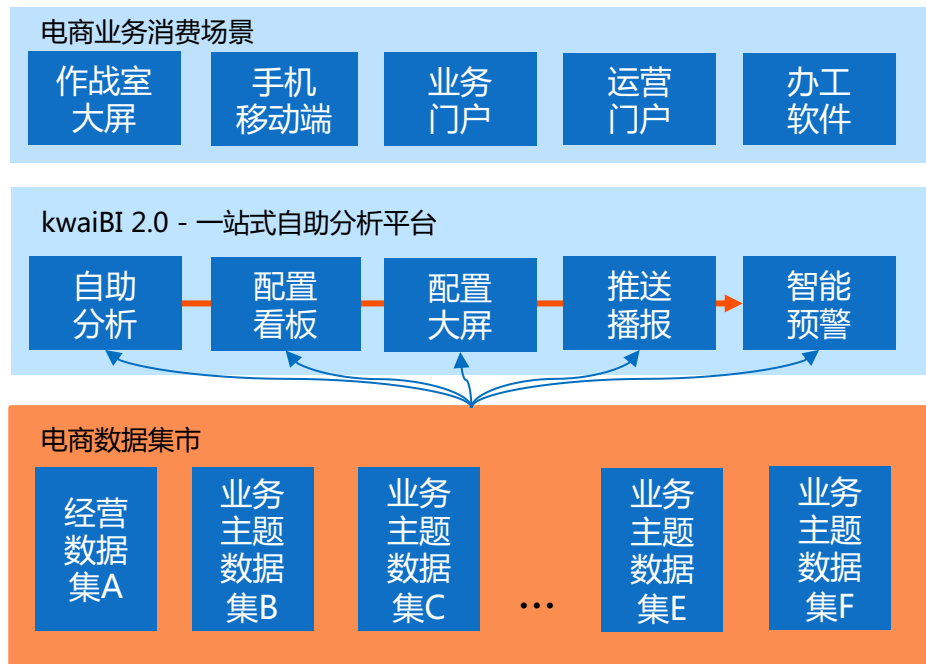 电商业务消费场景
作战室
大屏
手机
移动端
业务
门户
运营
门户
办工
软件
kwaiBI 2.0 - 一站式自助分析平台
自助
分析
配置
看板
配置
大屏
推送
播报
智能
预警
电商数据集市
经营
数据
集A
业务
主题
数据
集B
业务
主题
数据
集C
...
业务
主题
数据
集E
业务
主题
数据
集F